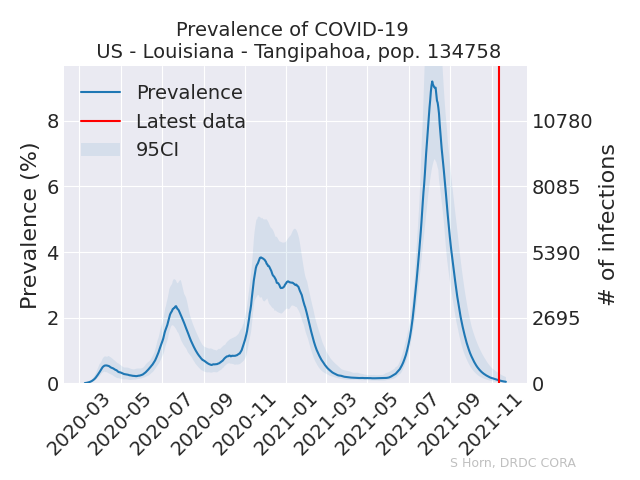 Prevalence of COVID-19
US - Louisiana - Tangipahoa, pop. 134758
Prevalence
Latest data
95CI
Prevalence (%)
8
6
4
2
0
10780
8085
5390
2695
0
# of infections
2020-03
2020-05
2020-07
2020-09
2020-11
2021-01
2021-03
2021-05
2021-07
2021-09
2021-11
S Horn, DRDC CORA